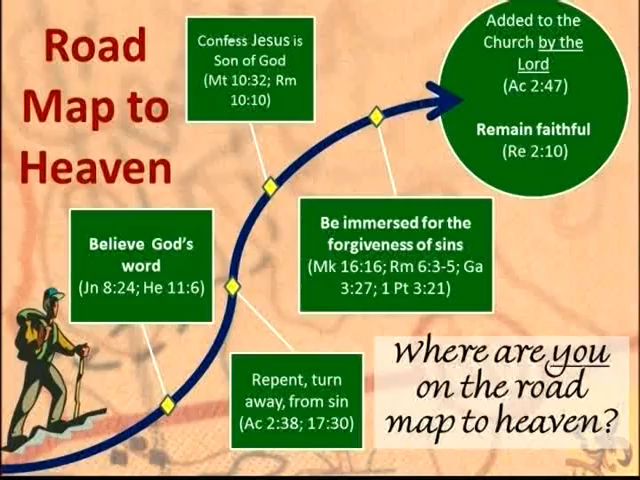 Road
Map to
Heaven
Confess Jesus is
Son of God
(Mt 10:32; Rm
10:10)
Added to the
Church by the
Lord
(Ac 2:47)
Remain faithful
(Re 2:10)
Believe God's
word
(Jn 8:24; He 11:6)
Be immersed for the
forgiveness of sins
(Mk 16:16; Rm 6:3-5; Ga
3:27; 1 Pt 3:21)
Repent, turn
away, from sin
(Ac 2:38; 17:30)
Where are you
on the road
map to heaven?